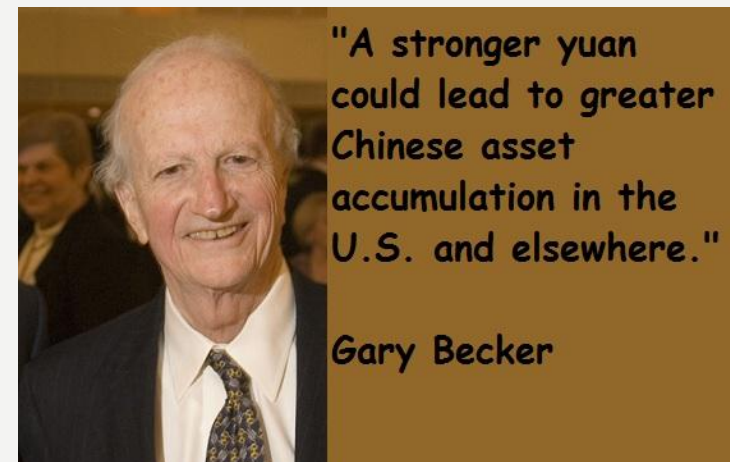 "A stronger yuan
could lead to greater
Chinese asset
accumulation in the
U.S. and elsewhere."
Gary Becker